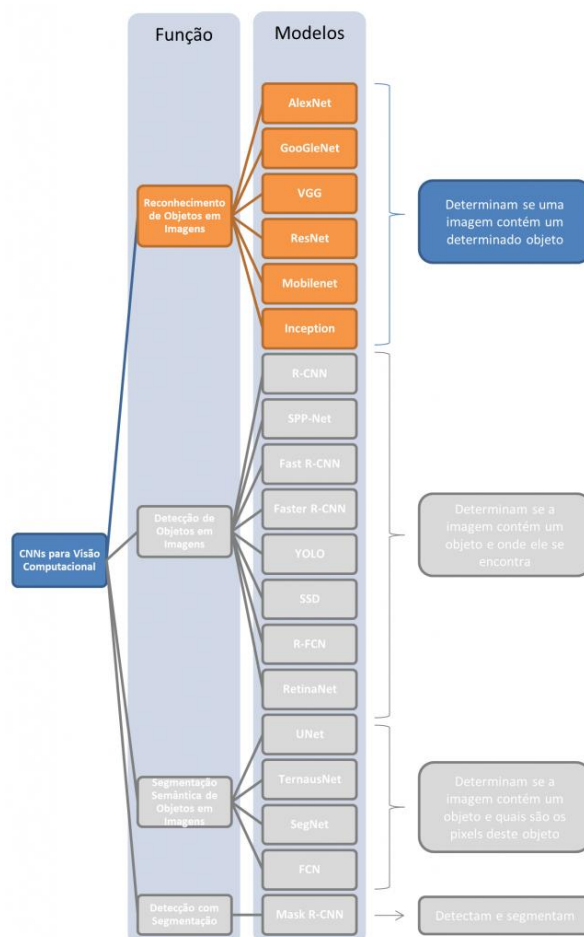 Função
Modelos
AlexNet
GooGleNet
VGG
Reconhecimento
de Objetos em
Imagens
ResNet
Mobilenet
Inception
Determinam se uma
imagem contém um
determinado objeto
R-CNN
SPP-Net
Fast R-CNN
CNNs para Visão
Computacional
Detecção de
Objetos em
Imagens
Faster R-CNN
YOLO
SSD
R-FCN
RetinaNet
Determinam se a
imagem contém um
objeto e onde ele se
encontra
UNet
Segmentação
Semântica de
Objetos em
Imagens
TernausNet
SegNet
FCN
Determinam se a
imagem contém um
objeto e quais são os
pixels deste objeto
Detecção com
Segmentação
Mask R-CNN
Detectam e segmentam